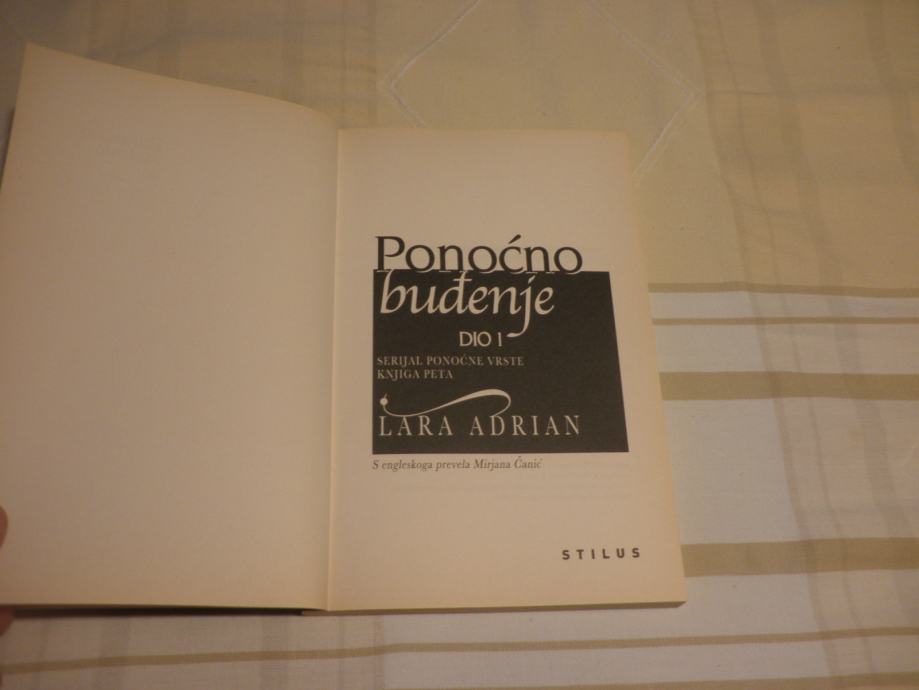 Ponoćno
buđenje
DIO 1
SERIJAL PONOĆNE VRSTE
KNJIGA PETA
LARA ADRIAN
S engleskoga prevela Mirjana Čanić
STILUS